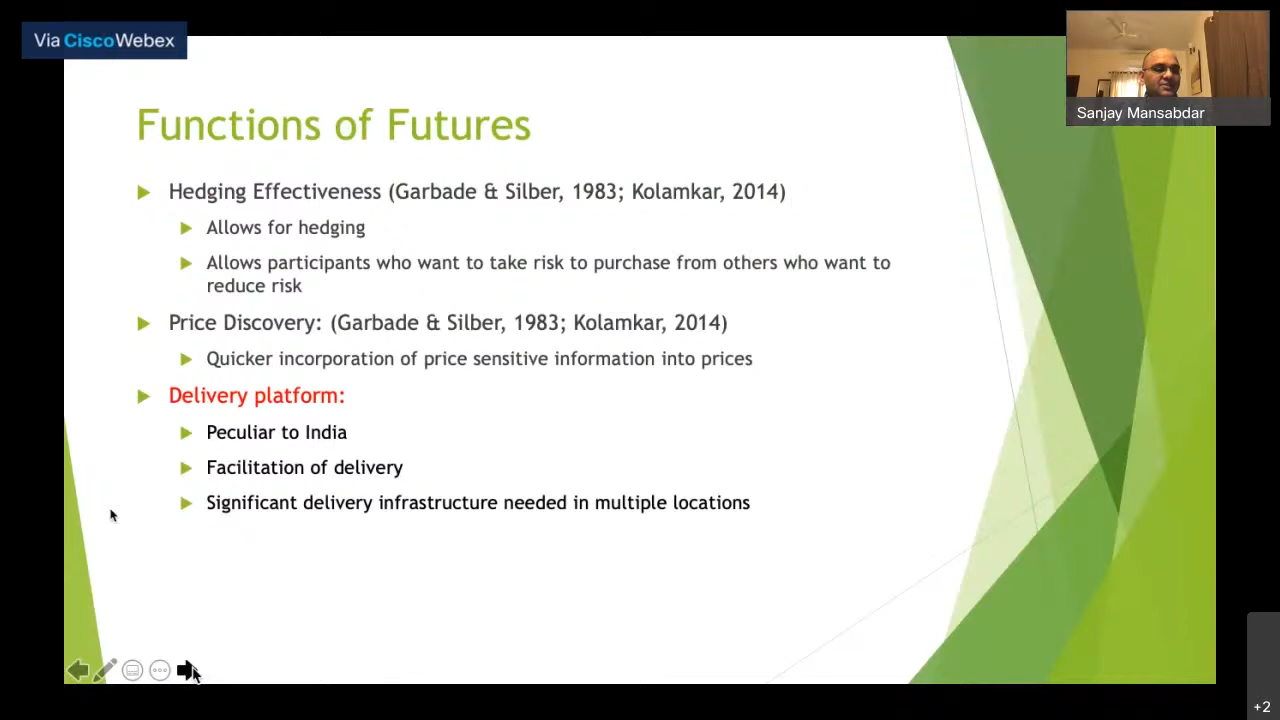 Via CiscoWebex
Sanjay Mansabdar
Functions of Futures
Hedging Effectiveness (Garbade & Silber, 1983; Kolamkar, 2014)
Allows for hedging
Allows participants who want to take risk to purchase from others who want to
reduce risk
Price Discovery: (Garbade & Silber, 1983; Kolamkar, 2014)
Quicker incorporation of price sensitive information into prices
Delivery platform:
Peculiar to India
Facilitation of delivery
Significant delivery infrastructure needed in multiple locations
+2